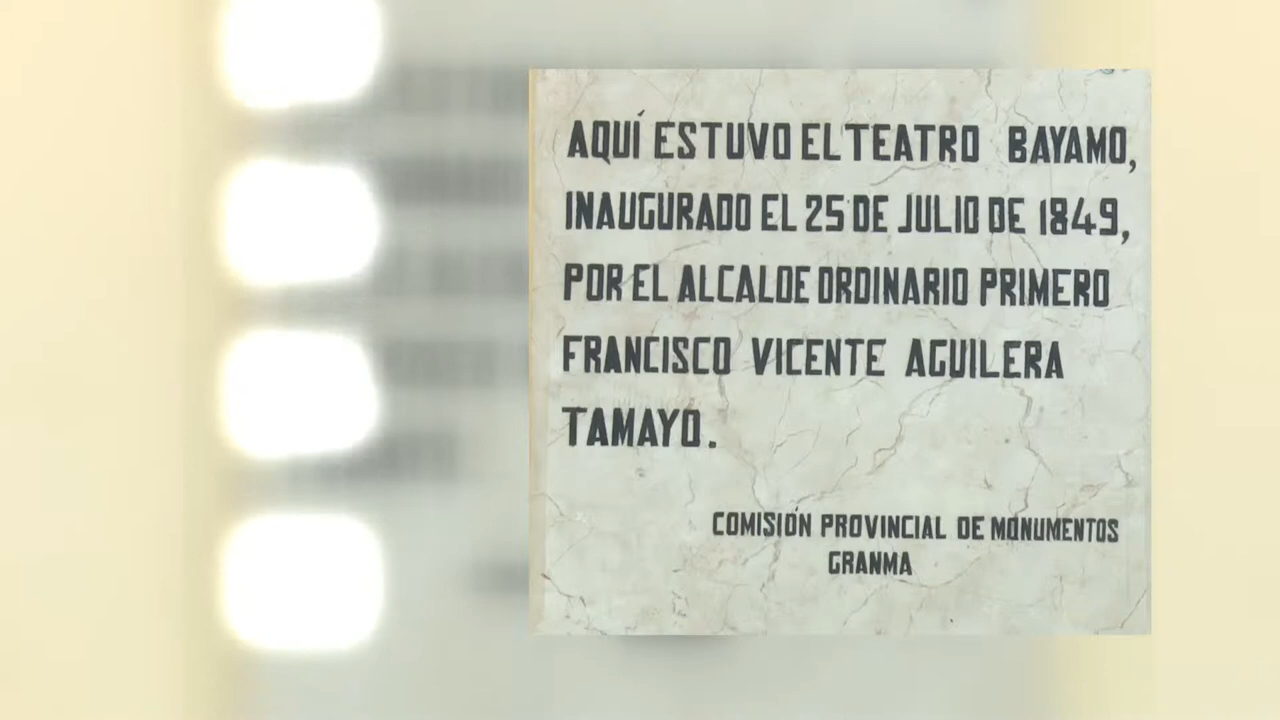 AQUÍ ESTUVO EL TEATRO BAYAMO,
INAUGURADO EL 25 DE JULIO DE 1849,
POR EL ALCALDE ORDINARIO PRIMERO
FRANCISCO VICENTE AGUILERA
TAMAYO.
COMISIÓN PROVINCIAL DE MONUMENTOS
GRANMA